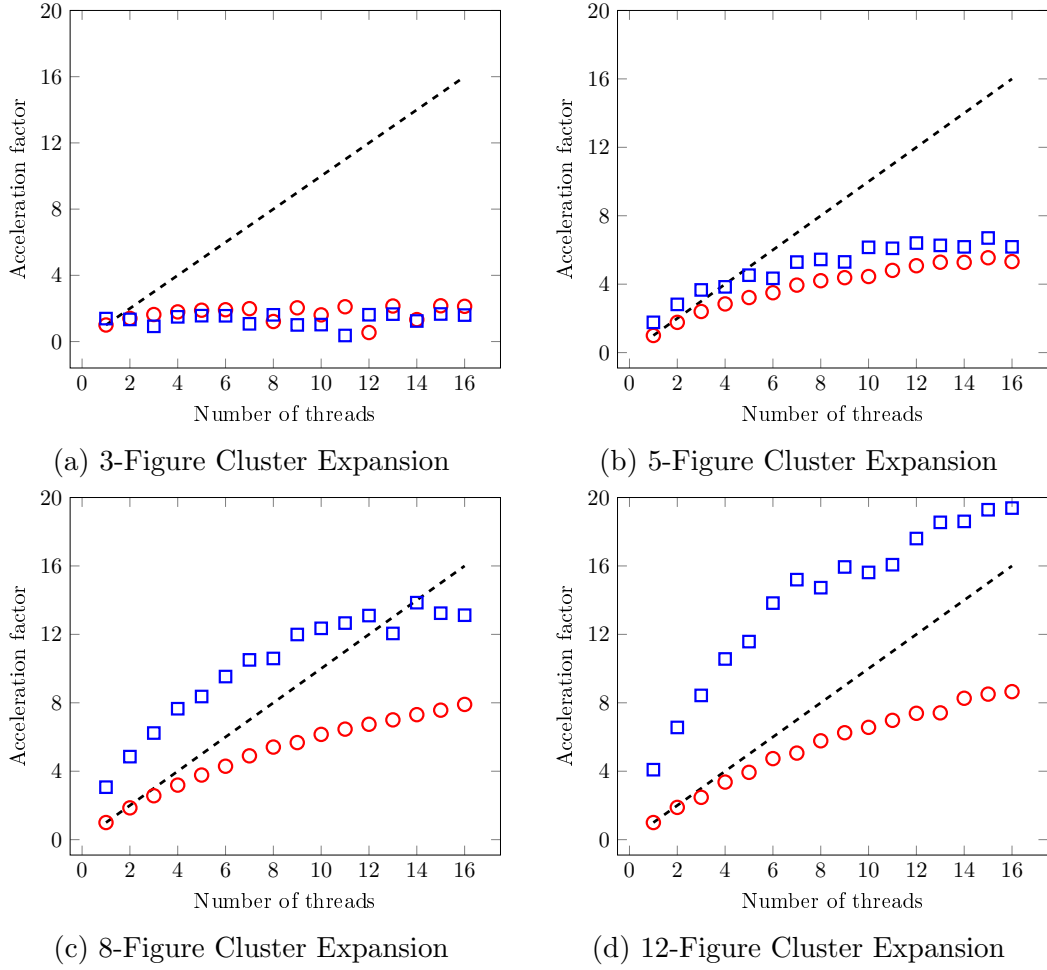 20
16
12
8
4
0
Acceleration factor
0 2 4 6 8 10 12 14 16
Number of threads
(a) 3-Figure Cluster Expansion
20
16
12
8
4
0
Acceleration factor
0 2 4 6 8 10 12 14 16
Number of threads
(b) 5-Figure Cluster Expansion
20
16
12
8
4
0
Acceleration factor
0 2 4 6 8 10 12 14 16
Number of threads
(c) 8-Figure Cluster Expansion
20
16
12
8
4
0
Acceleration factor
0 2 4 6 8 10 12 14 16
Number of threads
(d) 12-Figure Cluster Expansion